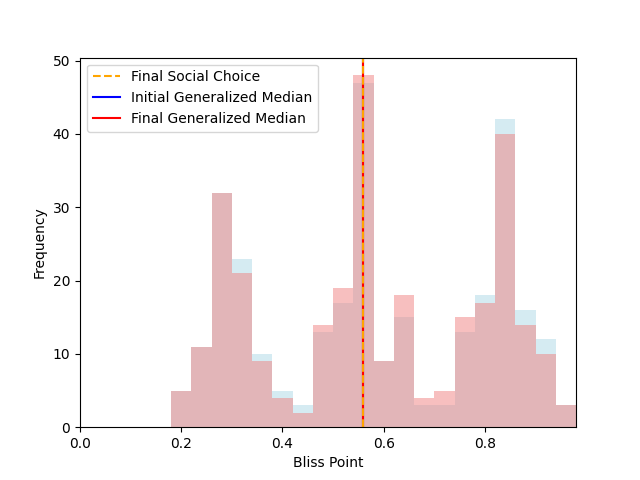 50
40
30
20
10
0
Frequency
Final Social Choice
Initial Generalized Median
Final Generalized Median
0.0 0.2 0.4 0.6 0.8
Bliss Point